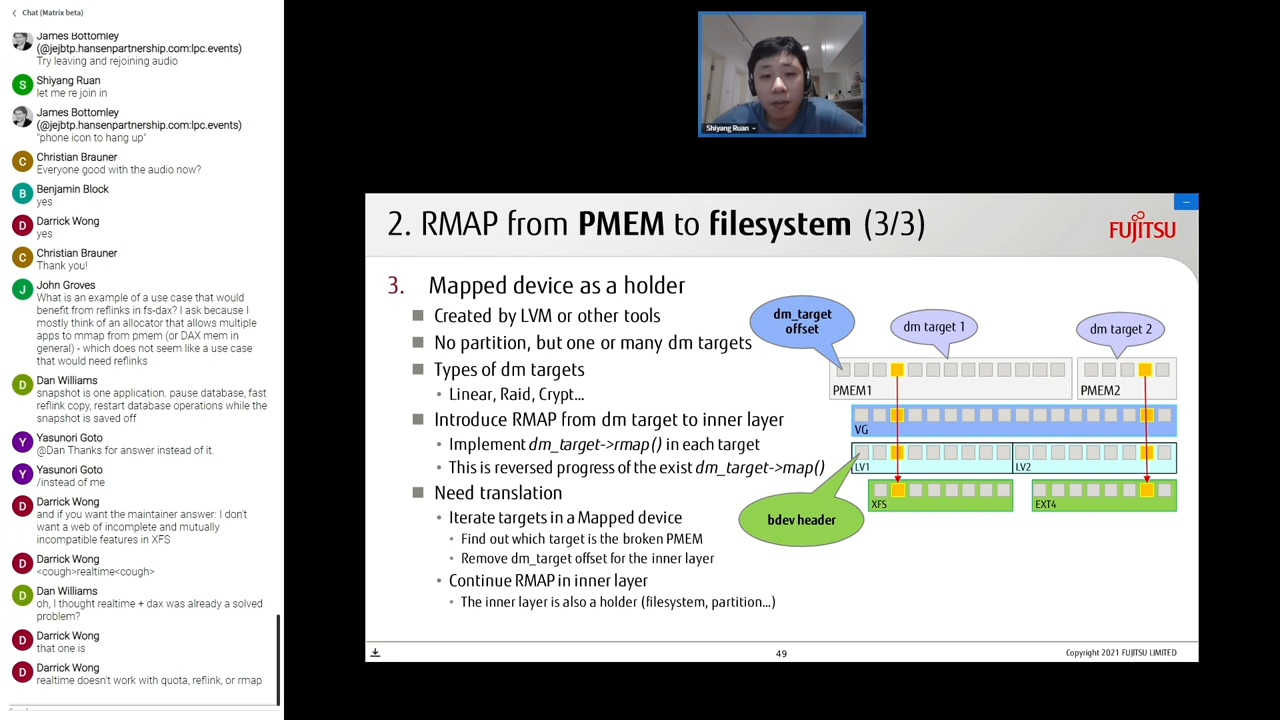 Chat (Matrix beta)
James Bottomley
(@jejbtp.hansenpartnership.com:lpc.events)
Try leaving and rejoining audio
Shiyang Ruan
let me re join in
James Bottomley
(@jejbtp.hansenpartnership.com:lpc.events)
"phone icon to hang up"
Christian Brauner
Everyone good with the audio now?
Benjamin Block
yes
Darrick Wong
yes
Christian Brauner
Thank you!
John Groves
What is an example of a use case that would
benefit from reflinks in fs-dax? I ask because I
mostly think of an allocator that allows multiple
apps to mmap from pmem (or DAX mem in
general) - which does not seem like a use case
that would need reflinks
Dan Williams
snapshot is one application. pause database, fast
reflink copy, restart database operations while the
snapshot is saved off
Yasunori Goto
@Dan Thanks for answer instead of it.
Yasunori Goto
/instead of me
Darrick Wong
and if you want the maintainer answer: I don't
want a web of incomplete and mutually
incompatible features in XFS
Darrick Wong
<cough>realtime<cough>
Dan Williams
oh, I thought realtime + dax was already a solved
problem?
Darrick Wong
that one is
Darrick Wong
realtime doesn't work with quota, reflink, or rmap
S
C
B
D
C
J
D
Y
Y
D
D
D
D
D
Shiyang Ruan
2. RMAP from PMEM to filesystem (3/3)
FUJITSU
3. Mapped device as a holder
Created by LVM or other tools
No partition, but one or many dm targets
Types of dm targets
• Linear, Raid, Crypt...
Introduce RMAP from dm target to inner layer
• Implement dm_target->rmap() in each target
• This is reversed progress of the exist dm_target->map()
Need translation
• Iterate targets in a Mapped device
• Find out which target is the broken PMEM
• Remove dm_target offset for the inner layer
• Continue RMAP in inner layer
• The inner layer is also a holder (filesystem, partition...)
dm_target
offset
dm target 1
dm target 2
PMEM1
PMEM2
VG
LV1
LV2
XFS
EXT4
bdev header
49
Copyright 2021 FUJITSU LIMITED